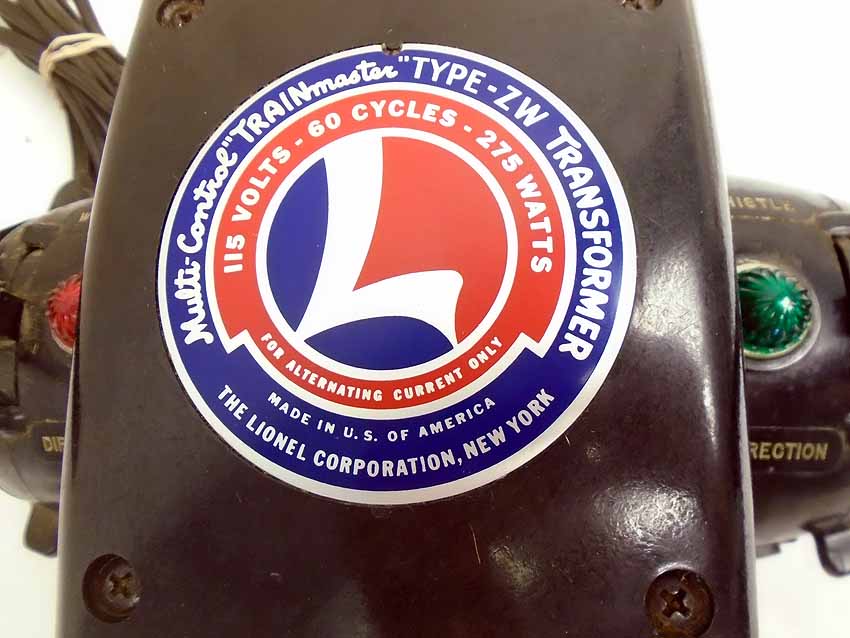 Multi-Control "TRAINmaster" TYPE-ZW TRANSFORMER
115 VOLTS - 60 CYCLES - 275 WATTS
FOR ALTERNATING CURRENT ONLY
MADE IN U.S. OF AMERICA
THE LIONEL CORPORATION, NEW YORK
HISTLE
DIR
RECTION